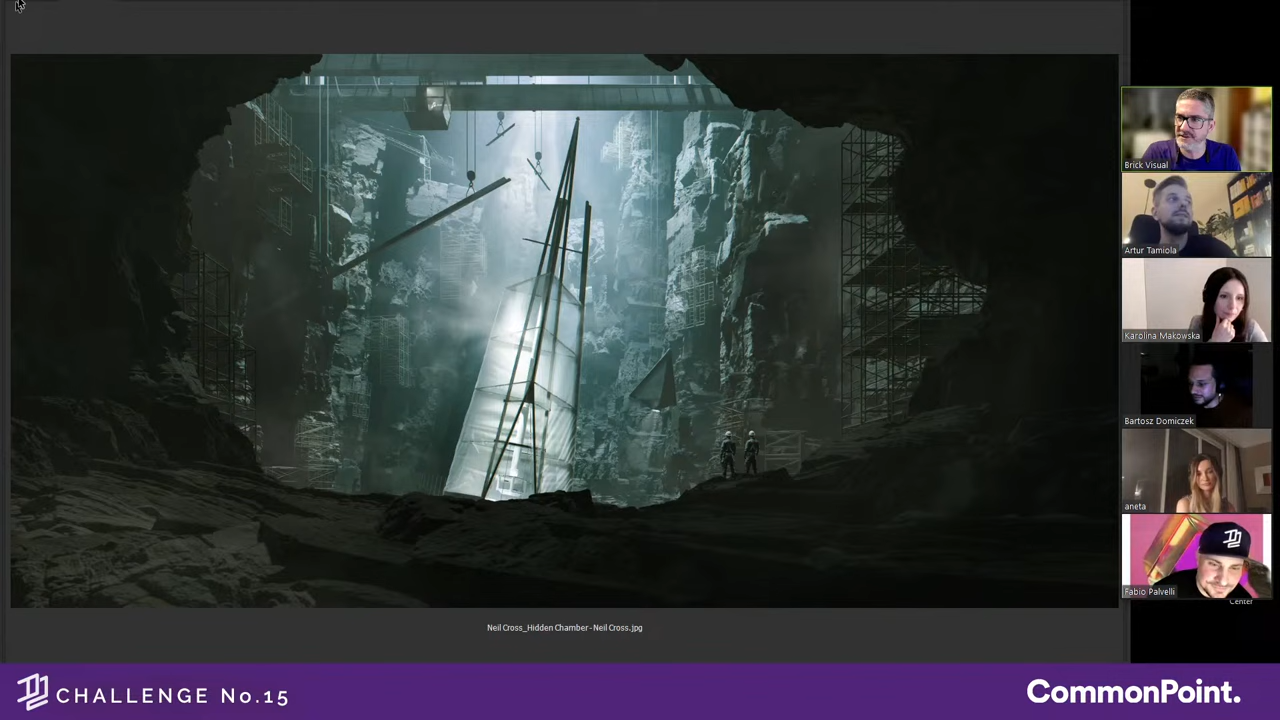 Brick Visual
Artur Tamiola
Karolina Makowska
Bartosz Domiczek
aneta
Fabio Palvelli
Center
Neil Cross_Hidden Chamber - Neil Cross.jpg
CHALLENGE No.15
CommonPoint.